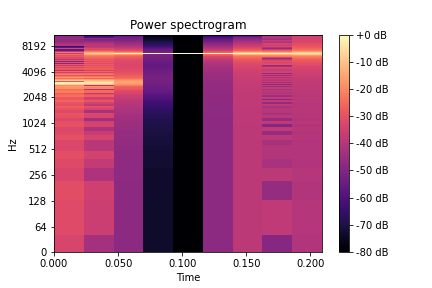 Power spectrogram
8192
4096
2048
1024
512
256
128
64
0
Hz
0.000 0.050 0.100 0.150 0.200
Time
+0 dB
-10 dB
-20 dB
-30 dB
-40 dB
-50 dB
-60 dB
-70 dB
-80 dB